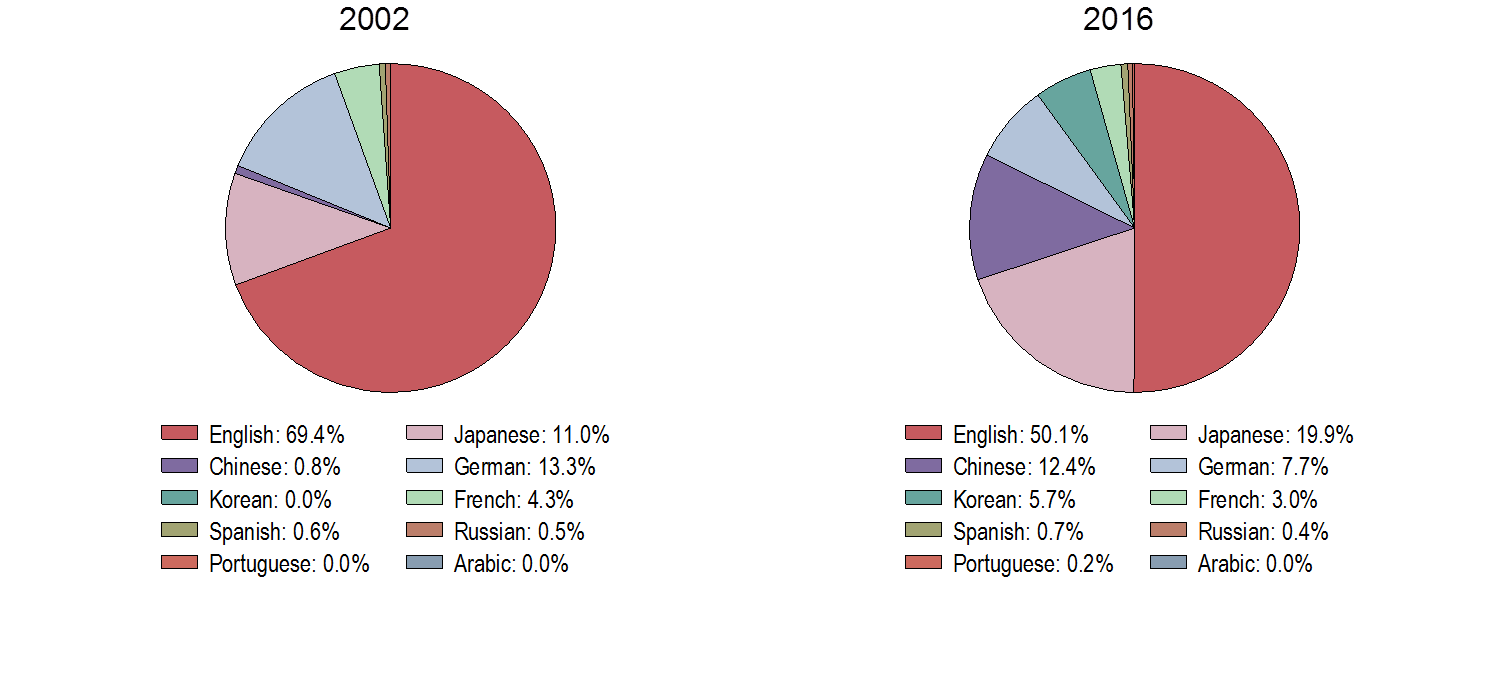 2002
English: 69.4%
Japanese: 11.0%
Chinese: 0.8%
German: 13.3%
Korean: 0.0%
French: 4.3%
Spanish: 0.6%
Russian: 0.5%
Portuguese: 0.0%
Arabic: 0.0%
2016
English: 50.1%
Japanese: 19.9%
Chinese: 12.4%
German: 7.7%
Korean: 5.7%
French: 3.0%
Spanish: 0.7%
Russian: 0.4%
Portuguese: 0.2%
Arabic: 0.0%